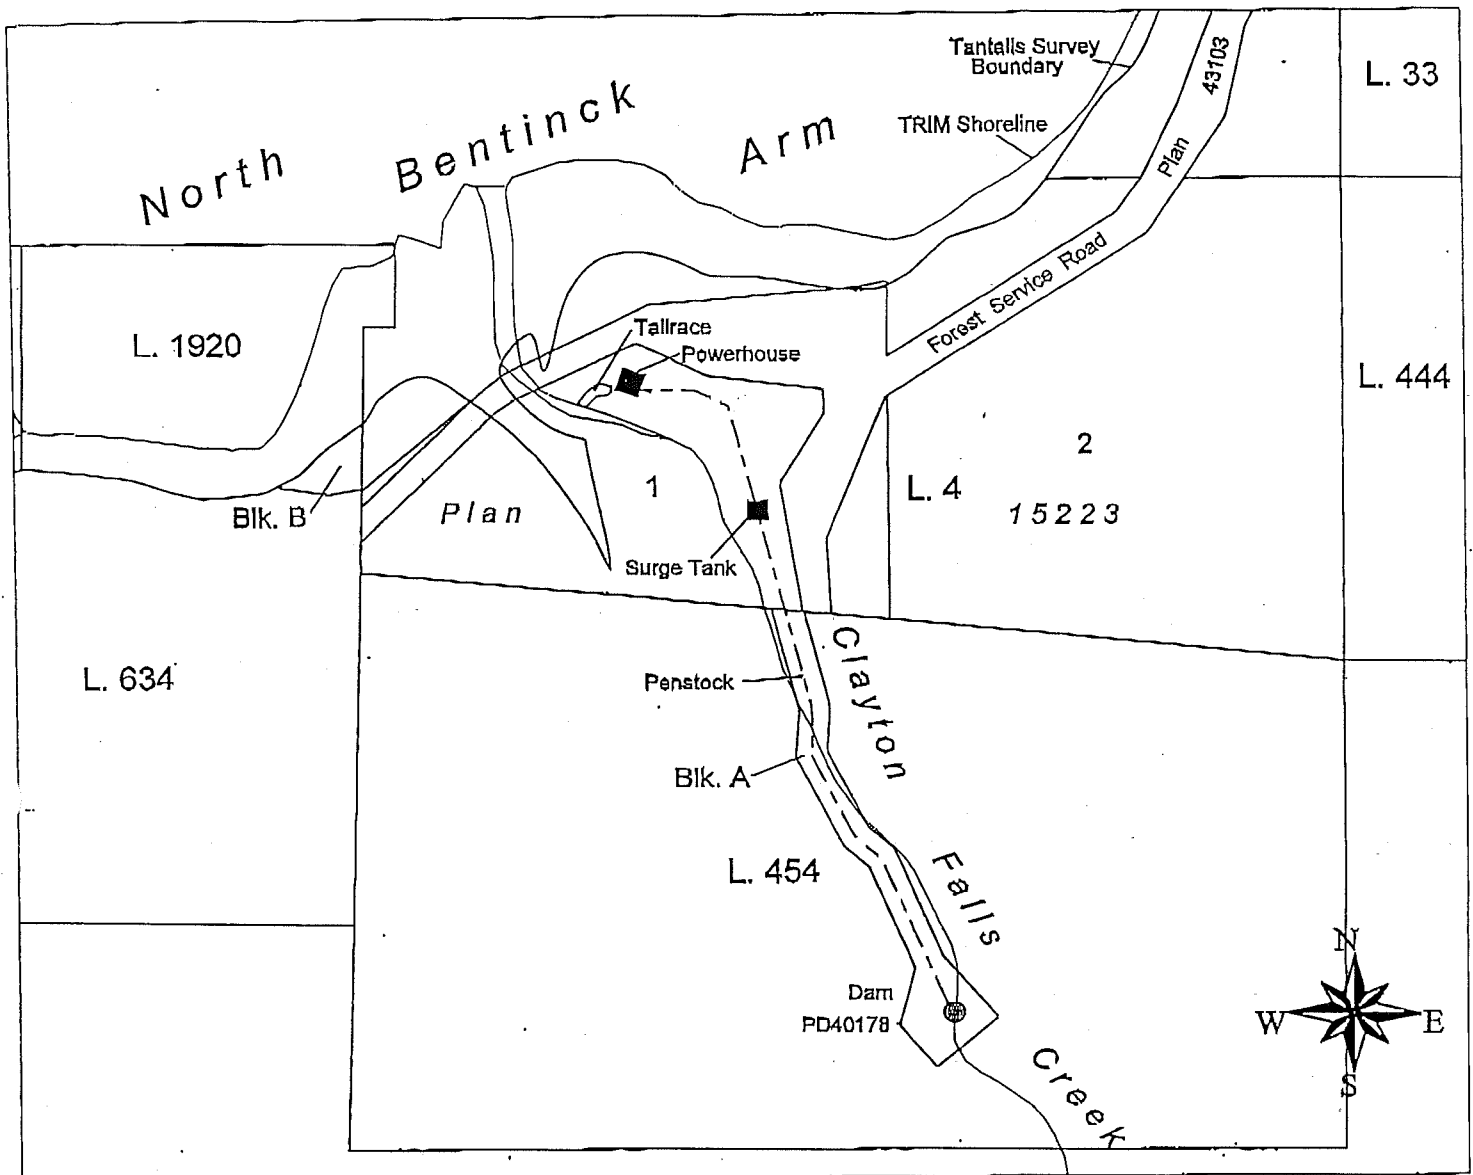 Tantalis Survey
Boundary
43103
L. 33
TRIM Shoreline
North Bentinck Arm
Plan
Forest Service Road
L. 1920
Tailrace
Powerhouse
L. 444
2
L. 4
15223
1
Plan
Blk. B
Surge Tank
L. 634
Penstock
Clayton Falls Creek
Blk. A
L. 454
Dam
PD40178
N
W
E
S